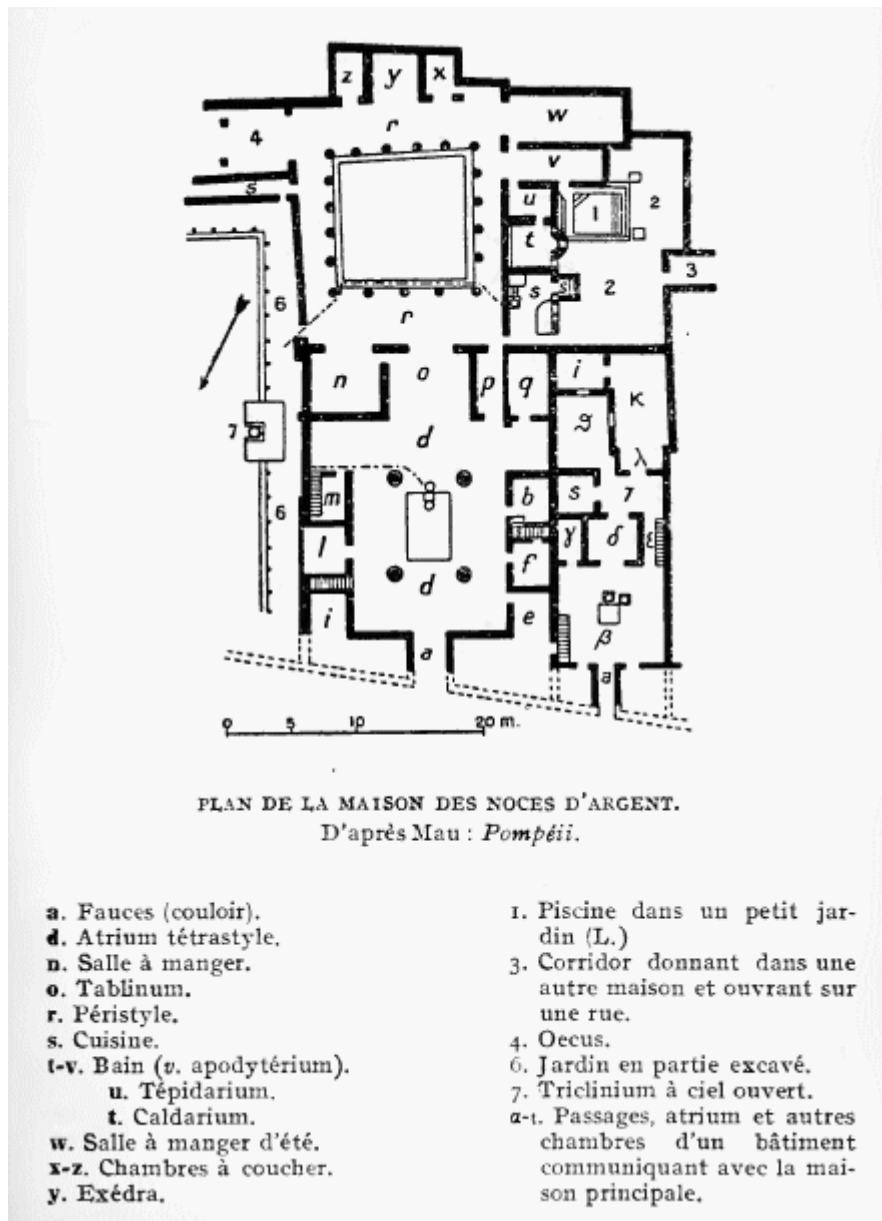 z y x
w
4 r
v
s u 1 2
t
3
6 s s 2
r
n o p q i
κ
7 d ϑ
λ
m b s 7
6 l f γ δ ε
d
i e β
a a
0 5 10 20 m.
PLAN DE LA MAISON DES NOCES D'ARGENT.
D'après Mau : Pompéii.
a. Fauces (couloir).
d. Atrium tétrastyle.
n. Salle à manger.
o. Tablinum.
r. Péristyle.
s. Cuisine.
t-v. Bain (v. apodytérium).
u. Tépidarium.
t. Caldarium.
w. Salle à manger d'été.
x-z. Chambres à coucher.
y. Exédra.
1. Piscine dans un petit jar-
din (L.)
3. Corridor donnant dans une
autre maison et ouvrant sur
une rue.
4. Oecus.
6. Jardin en partie excavé.
7. Triclinium à ciel ouvert.
α-ι. Passages, atrium et autres
chambres d'un bâtiment
communiquant avec la mai-
son principale.